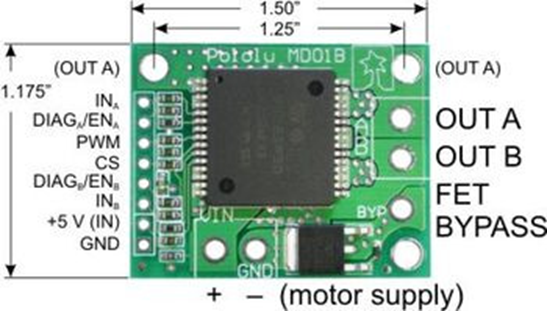 1.50"
1.25"
Pololu MD01B
(OUT A)
(OUT A)
1.175"
INA
DIAGA/ENA
PWM
CS
DIAGB/ENB
INB
+5 V (IN)
GND
A
B
OUT A
OUT B
FET
BYPASS
VIN
BYP
GND
+ – (motor supply)